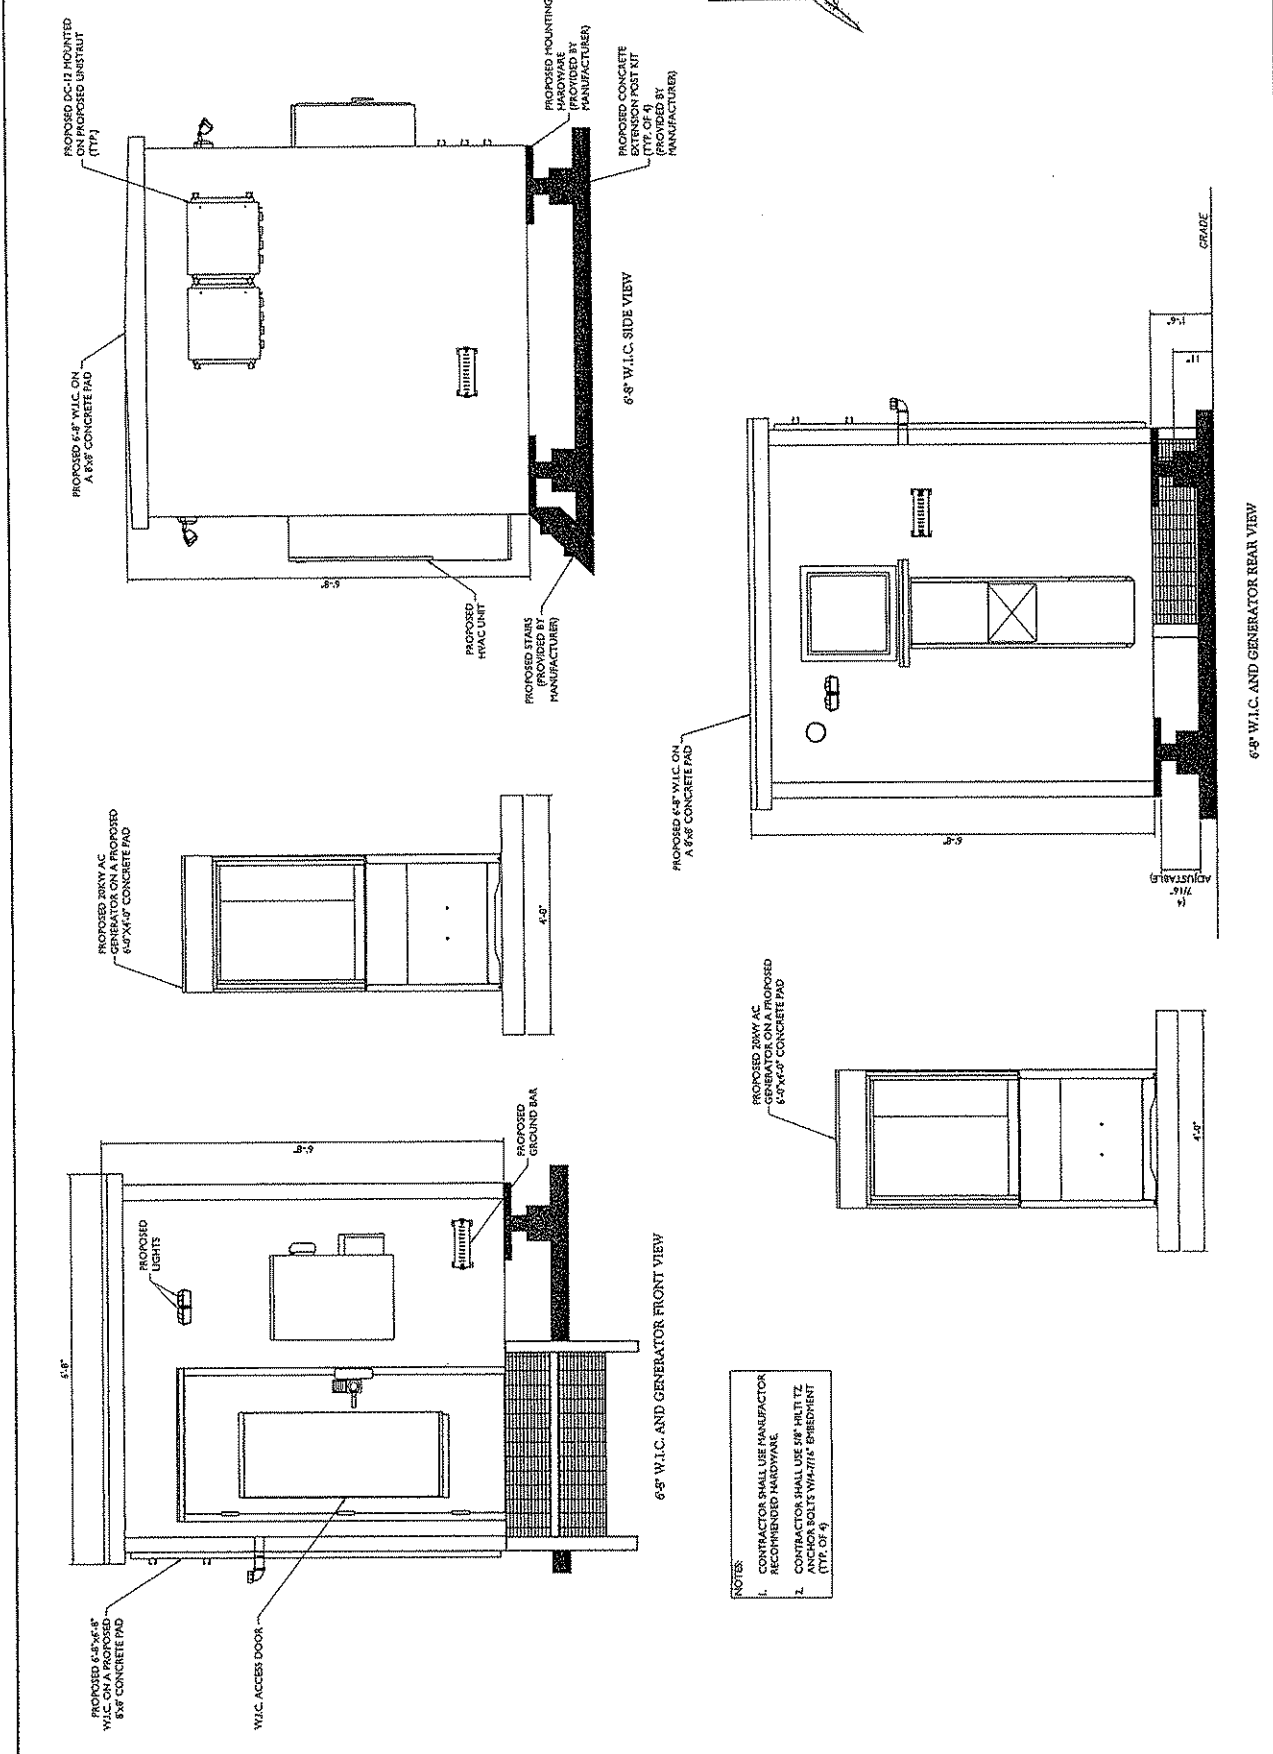 PROPOSED 6'-8"x6'-8"
W.I.C. ON A PROPOSED
8'x8' CONCRETE PAD
6'-8"
PROPOSED
LIGHTS
6'-8"
W.I.C. ACCESS DOOR
PROPOSED
GROUND BAR
6'-8" W.I.C. AND GENERATOR FRONT VIEW
PROPOSED 20KW AC
GENERATOR ON A PROPOSED
6'-0"X4'-0" CONCRETE PAD
4'-0"
PROPOSED 6'-8" W.I.C. ON
A 8'x8' CONCRETE PAD
PROPOSED DC-12 MOUNTED
ON PROPOSED UNISTRUT
(TYP.)
6'-8"
PROPOSED
HVAC UNIT
PROPOSED STAIRS
(PROVIDED BY
MANUFACTURER)
PROPOSED MOUNTING
HARDWARE
(PROVIDED BY
MANUFACTURER)
PROPOSED CONCRETE
EXTENSION POST KIT
(TYP. OF 4)
(PROVIDED BY
MANUFACTURER)
6'-8" W.I.C. SIDE VIEW
NOTES:
1. CONTRACTOR SHALL USE MANUFACTOR
RECOMMENDED HARDWARE.
2. CONTRACTOR SHALL USE 5/8" HILTI TZ
ANCHOR BOLTS W/4-7/16" EMBEDMENT
(TYP. OF 4)
PROPOSED 20KW AC
GENERATOR ON A PROPOSED
6'-0"x4'-0" CONCRETE PAD
4'-0"
PROPOSED 6'-8" W.I.C. ON
A 8'x8' CONCRETE PAD
6'-8"
(4
7/16"
ADJUSTABLE)
11"
1'-6"
GRADE
6'-8" W.I.C. AND GENERATOR REAR VIEW